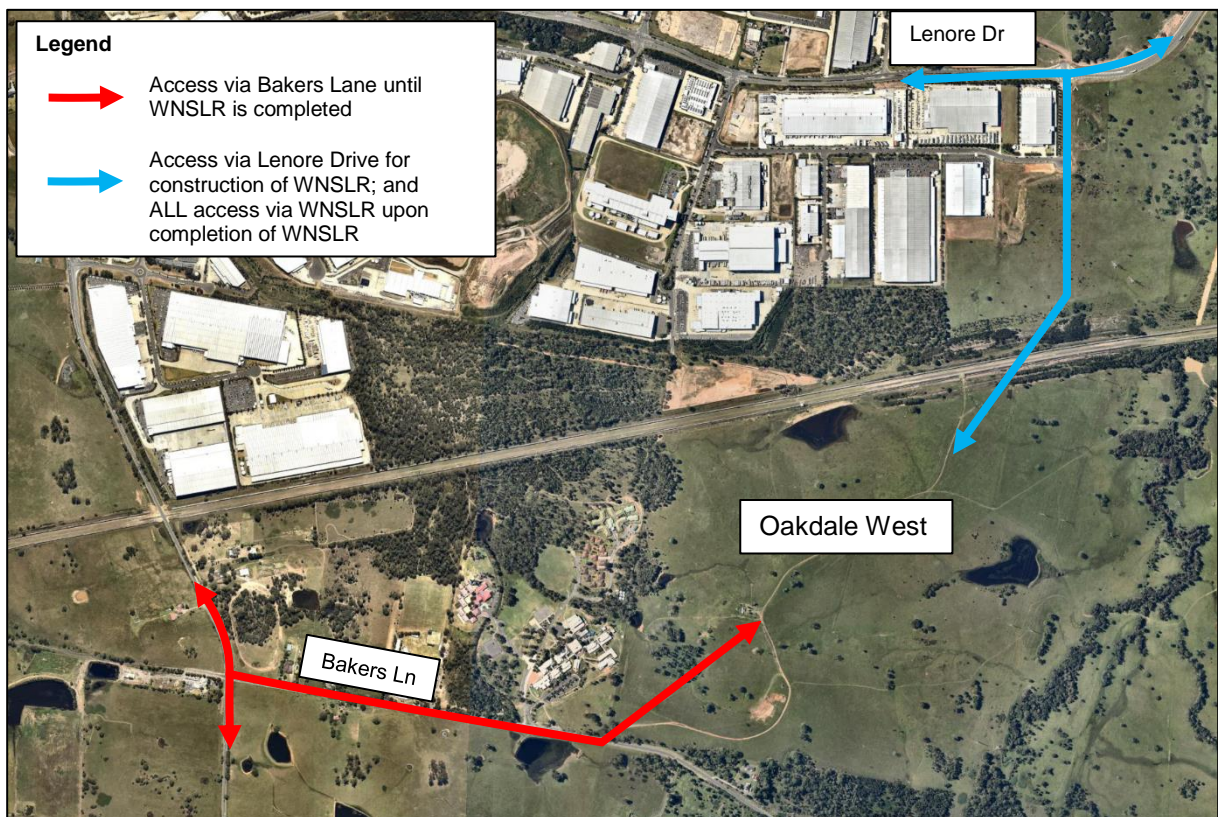 Legend
Access via Bakers Lane until
WNSLR is completed
Access via Lenore Drive for
construction of WNSLR; and
ALL access via WNSLR upon
completion of WNSLR
Lenore Dr
Oakdale West
Bakers Ln